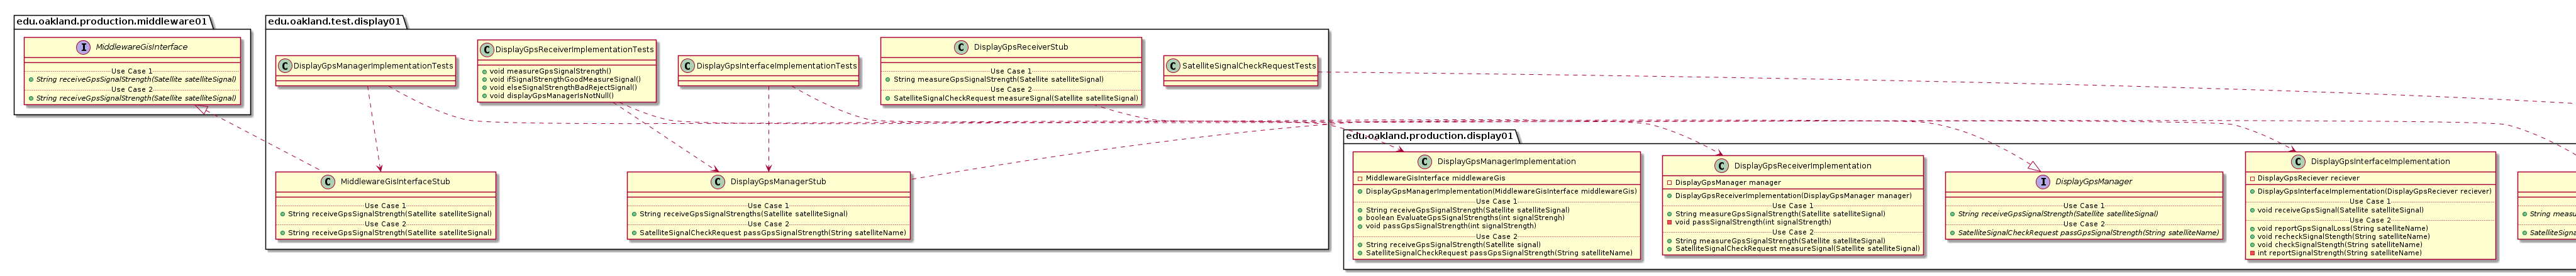 edu.oakland.production.middleware01
MiddlewareGisInterface
Use Case 1
String receiveGpsSignalStrength(Satellite satelliteSignal)
Use Case 2
String receiveGpsSignalStrength(Satellite satelliteSignal)
edu.oakland.test.display01
DisplayGpsManagerImplementationTests
DisplayGpsReceiverImplementationTests
void measureGpsSignalStrength()
void ifSignalStrengthGoodMeasureSignal()
void elseSignalStrengthBadRejectSignal()
void displayGpsManagerIsNotNull()
DisplayGpsInterfaceImplementationTests
DisplayGpsReceiverStub
Use Case 1
String measureGpsSignalStrength(Satellite satelliteSignal)
Use Case 2
SatelliteSignalCheckRequest measureSignal(Satellite satelliteSignal)
SatelliteSignalCheckRequestTests
MiddlewareGisInterfaceStub
Use Case 1
String receiveGpsSignalStrength(Satellite satelliteSignal)
Use Case 2
String receiveGpsSignalStrength(Satellite satelliteSignal)
DisplayGpsManagerStub
Use Case 1
String receiveGpsSignalStrengths(Satellite satelliteSignal)
Use Case 2
SatelliteSignalCheckRequest passGpsSignalStrength(String satelliteName)
edu.oakland.production.display01
DisplayGpsManagerImplementation
MiddlewareGisInterface middlewareGis
DisplayGpsManagerImplementation(MiddlewareGisInterface middlewareGis)
Use Case 1
String receiveGpsSignalStrength(Satellite satelliteSignal)
boolean EvaluateGpsSignalStrengths(int signalStrengh)
void passGpsSignalStrength(int signalStrength)
Use Case 2
String receiveGpsSignalStrength(Satellite signal)
SatelliteSignalCheckRequest passGpsSignalStrength(String satelliteName)
DisplayGpsReceiverImplementation
DisplayGpsManager manager
DisplayGpsReceiverImplementation(DisplayGpsManager manager)
Use Case 1
String measureGpsSignalStrength(Satellite satelliteSignal)
void passSignalStrength(int signalStrength)
Use Case 2
String measureGpsSignalStrength(Satellite satelliteSignal)
SatelliteSignalCheckRequest measureSignal(Satellite satelliteSignal)
DisplayGpsManager
Use Case 1
String receiveGpsSignalStrength(Satellite satelliteSignal)
Use Case 2
SatelliteSignalCheckRequest passGpsSignalStrength(String satelliteName)
DisplayGpsInterfaceImplementation
DisplayGpsReciever reciever
DisplayGpsInterfaceImplementation(DisplayGpsReciever reciever)
Use Case 1
void receiveGpsSignal(Satellite satelliteSignal)
Use Case 2
void reportGpsSignalLoss(String satelliteName)
void recheckSignalStength(String satelliteName)
void checkSignalStength(String satelliteName)
int reportSignalStrength(String satelliteName)